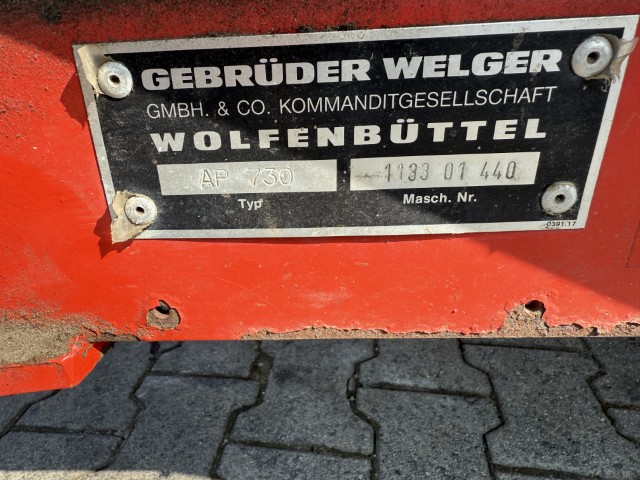 GEBRÜDER WELGER
GMBH. & CO. KOMMANDITGESELLSCHAFT
WOLFENBÜTTEL
AP 730 1133 01 440
Typ Masch. Nr.
0391.17